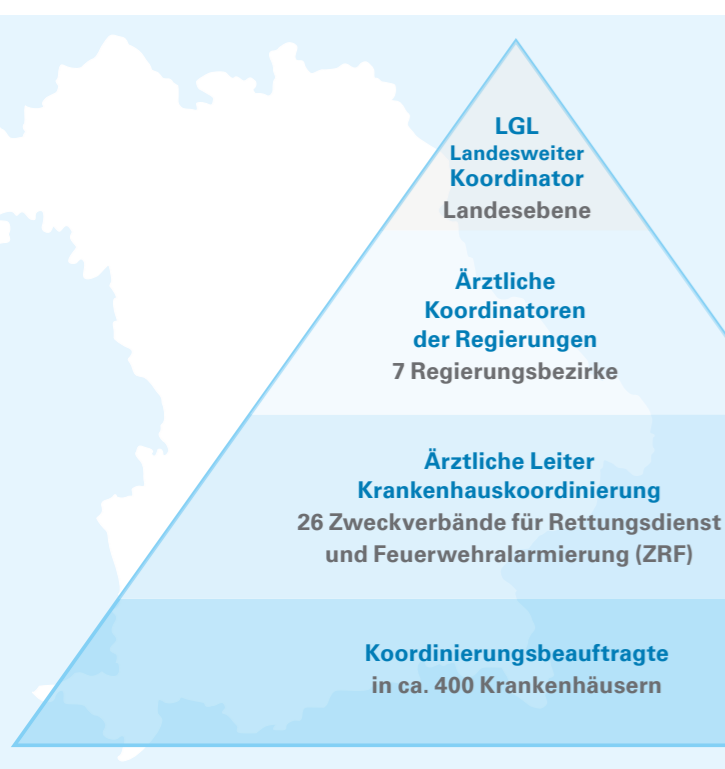 LGL
Landesweiter
Koordinator
Landesebene
Ärztliche
Koordinatoren
der Regierungen
7 Regierungsbezirke
Ärztliche Leiter
Krankenhauskoordinierung
26 Zweckverbände für Rettungsdienst
und Feuerwehralarmierung (ZRF)
Koordinierungsbeauftragte
in ca. 400 Krankenhäusern